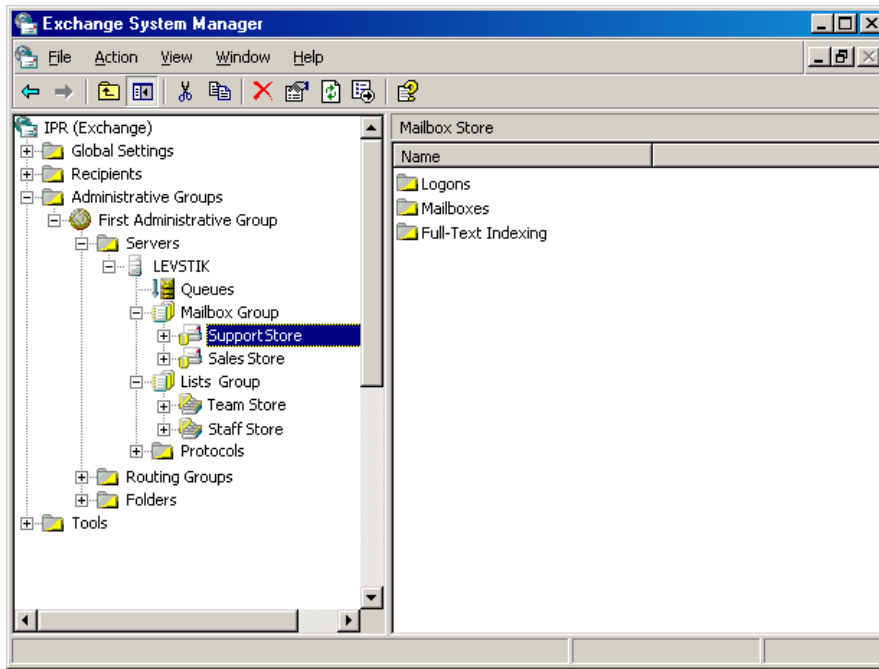 Exchange System Manager
File Action View Window Help
IPR (Exchange)
Global Settings
Recipients
Administrative Groups
First Administrative Group
Servers
LEVSTIK
Queues
Mailbox Group
SupportStore
Sales Store
Lists Group
Team Store
Staff Store
Protocols
Routing Groups
Folders
Tools
Mailbox Store
Name
Logons
Mailboxes
Full-Text Indexing